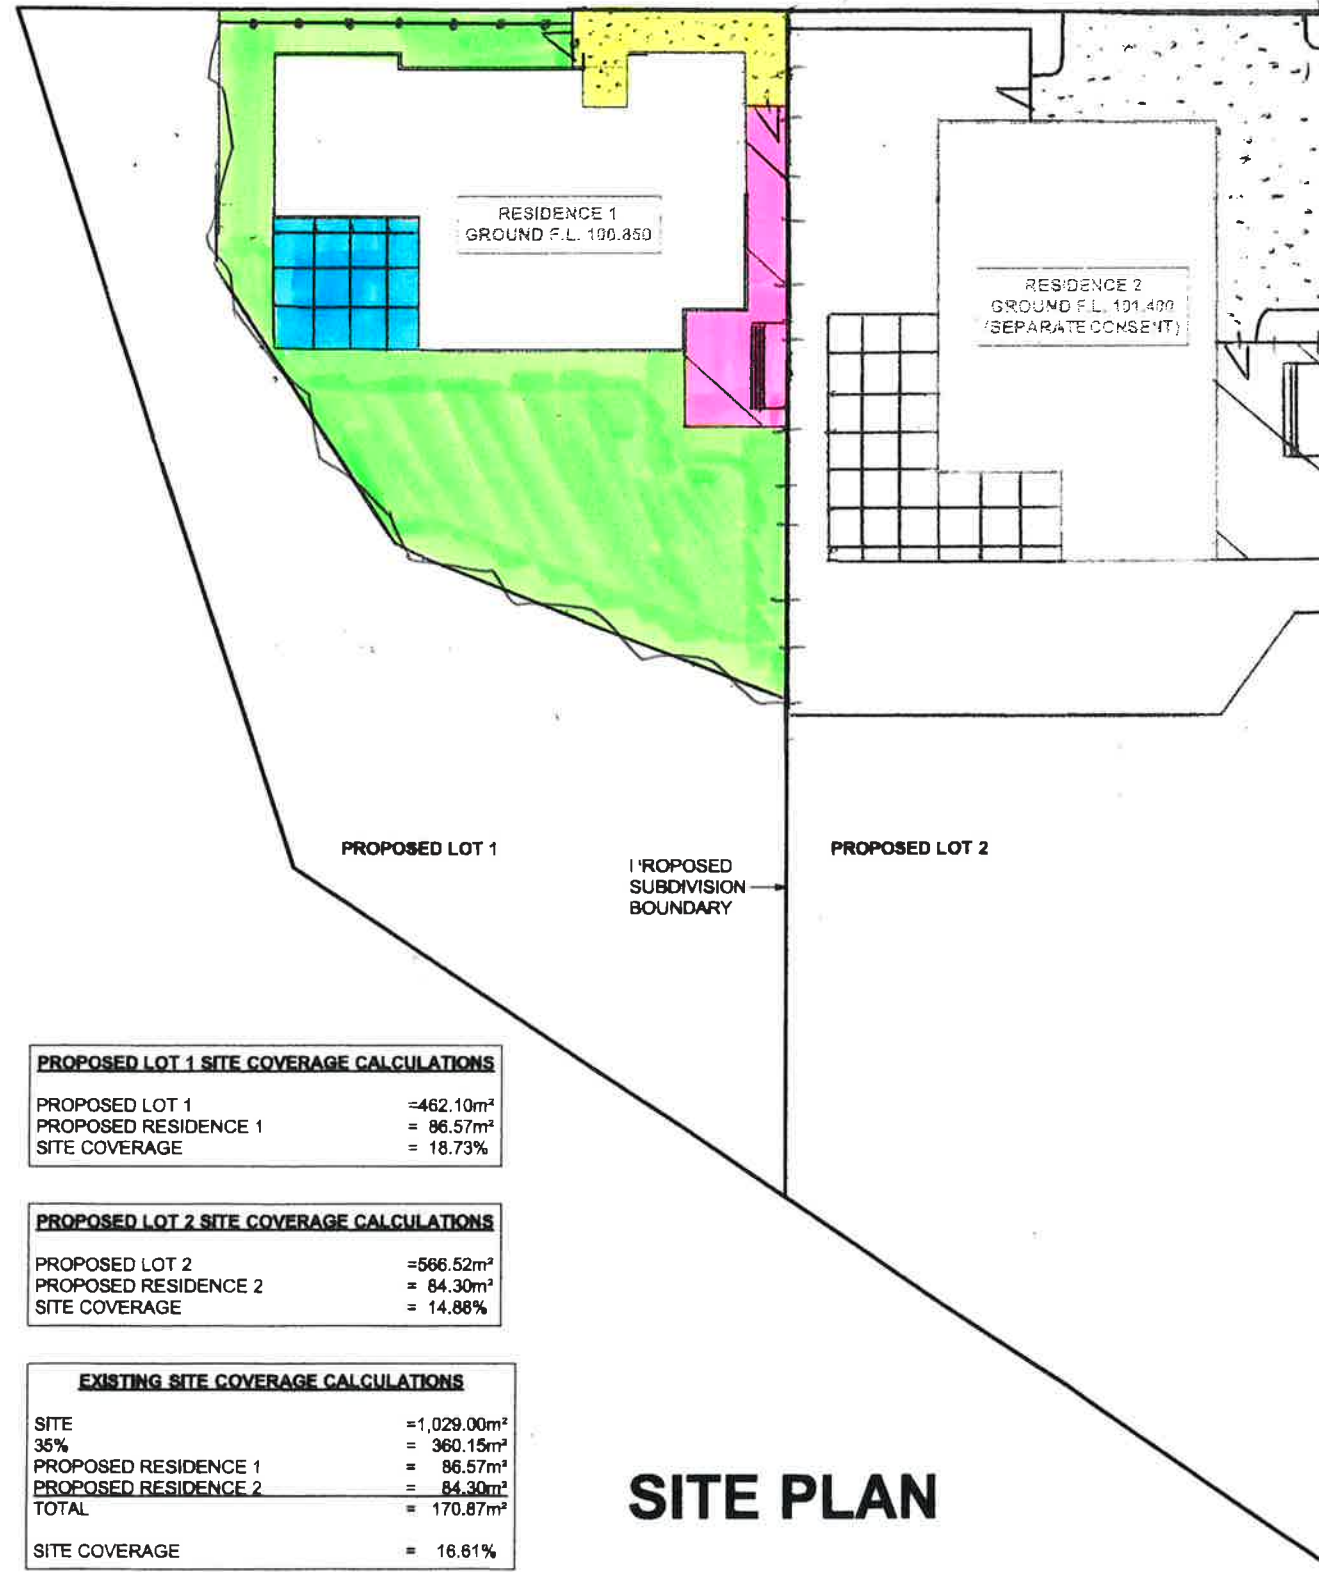 RESIDENCE 1
GROUND F.L. 100.850
RESIDENCE 2
GROUND F.L. 101.400
(SEPARATE CONSENT)
PROPOSED LOT 1
PROPOSED
SUBDIVISION
BOUNDARY
PROPOSED LOT 2
PROPOSED LOT 1 SITE COVERAGE CALCULATIONS
PROPOSED LOT 1 =462.10m²
PROPOSED RESIDENCE 1 = 86.57m²
SITE COVERAGE = 18.73%
PROPOSED LOT 2 SITE COVERAGE CALCULATIONS
PROPOSED LOT 2 =566.52m²
PROPOSED RESIDENCE 2 = 84.30m²
SITE COVERAGE = 14.88%
EXISTING SITE COVERAGE CALCULATIONS
SITE =1,029.00m²
35% = 360.15m²
PROPOSED RESIDENCE 1 = 86.57m²
PROPOSED RESIDENCE 2 = 84.30m²
TOTAL = 170.87m²
SITE COVERAGE = 16.61%
SITE PLAN